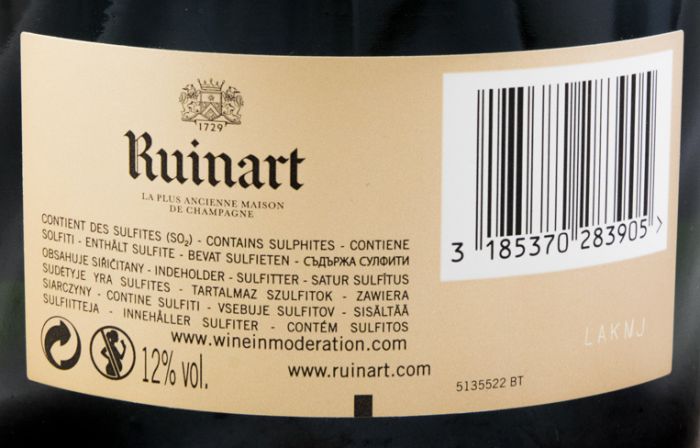 1729
Ruinart
LA PLUS ANCIENNE MAISON
DE CHAMPAGNE
CONTIENT DES SULFITES (SO₂) - CONTAINS SULPHITES - CONTIENE
SOLFITI - ENTHÄLT SULFITE - BEVAT SULFIETEN - СЪДЪРЖА СУЛФИТИ
OBSAHUJE SIŘIČITANY - INDEHOLDER - SULFITTER - SATUR SULFĪTUS
SUDĖTYJE YRA SULFITES - TARTALMAZ SZULFITOK - ZAWIERA
SIARCZYNY - CONTINE SULFITI - VSEBUJE SULFITOV - SISÄLTÄÄ
SULFIITTEJA - INNEHÅLLER SULFITER - CONTÉM SULFITOS
www.wineinmoderation.com
12% vol.
www.ruinart.com
3 185370 283905 >
LAKNJ
5135522 BT